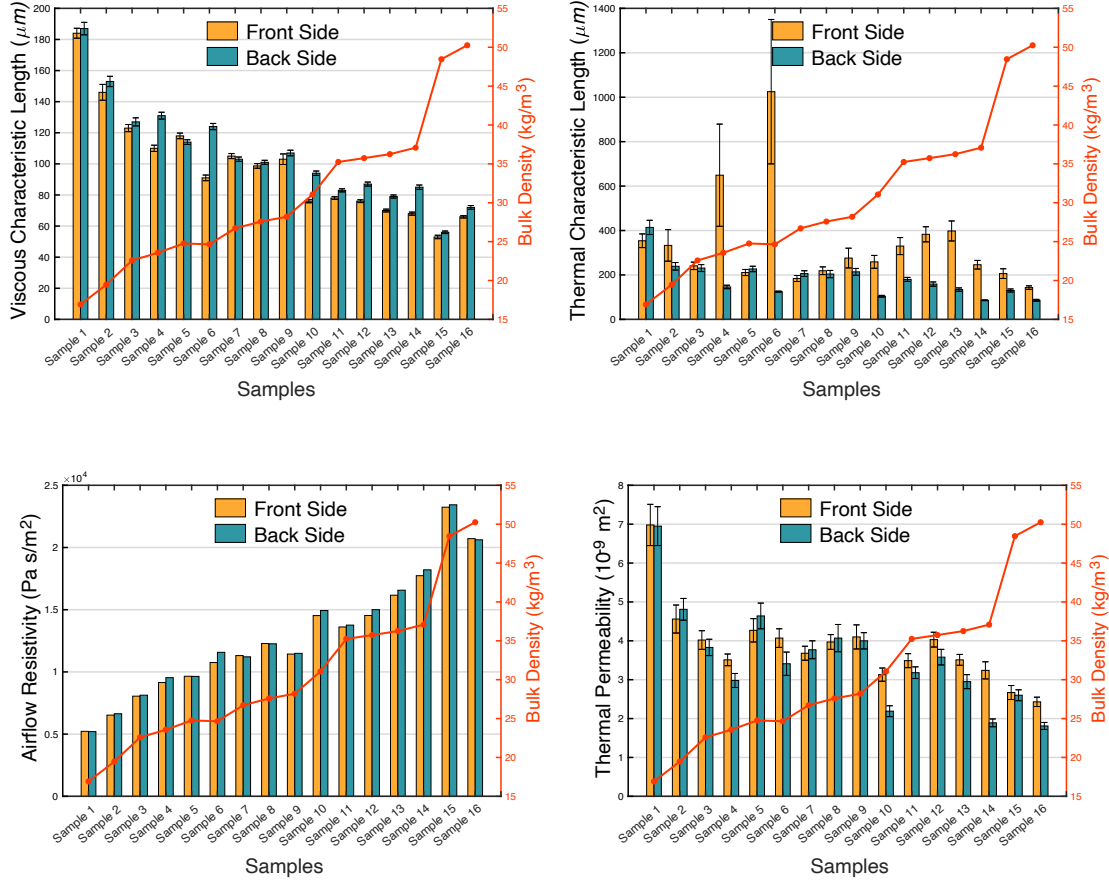 Viscous Characteristic Length (μm)
200
180
160
140
120
100
80
60
40
20
0
Front Side
Back Side
55
50
45
40
35
30
25
20
15
Bulk Density (kg/m3)
Sample 1
Sample 2
Sample 3
Sample 4
Sample 5
Sample 6
Sample 7
Sample 8
Sample 9
Sample 10
Sample 11
Sample 12
Sample 13
Sample 14
Sample 15
Sample 16
Samples
Thermal Characteristic Length (μm)
1400
1200
1000
800
600
400
200
0
Front Side
Back Side
55
50
45
40
35
30
25
20
15
Bulk Density (kg/m3)
Sample 1
Sample 2
Sample 3
Sample 4
Sample 5
Sample 6
Sample 7
Sample 8
Sample 9
Sample 10
Sample 11
Sample 12
Sample 13
Sample 14
Sample 15
Sample 16
Samples
Airflow Resistivity (Pa s/m2)
×10⁴
2.5
2
1.5
1
0.5
0
Front Side
Back Side
55
50
45
40
35
30
25
20
15
Bulk Density (kg/m³)
Sample 1
Sample 2
Sample 3
Sample 4
Sample 5
Sample 6
Sample 7
Sample 8
Sample 9
Sample 10
Sample 11
Sample 12
Sample 13
Sample 14
Sample 15
Sample 16
Samples
Thermal Permeability (10⁻⁹ m2)
8
7
6
5
4
3
2
1
0
Front Side
Back Side
55
50
45
40
35
30
25
20
15
Bulk Density (kg/m³)
Sample 1
Sample 2
Sample 3
Sample 4
Sample 5
Sample 6
Sample 7
Sample 8
Sample 9
Sample 10
Sample 11
Sample 12
Sample 13
Sample 14
Sample 15
Sample 16
Samples